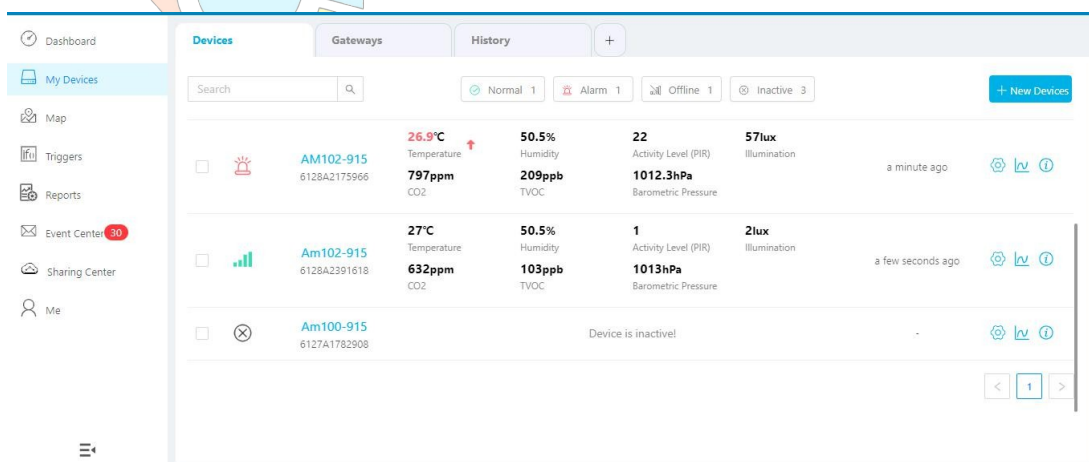 Dashboard
My Devices
Map
If
Triggers
Reports
Event Center 30
Sharing Center
Me
Devices Gateways History +
Search Normal 1 Alarm 1 Offline 1 Inactive 3 + New Devices
26.9℃ 50.5% 22 57lux
Temperature Humidity Activity Level (PIR) Illumination
AM102-915
6128A2175966
797ppm 209ppb 1012.3hPa
CO2 TVOC Barometric Pressure
a minute ago
27℃ 50.5% 1 2lux
Temperature Humidity Activity Level (PIR) Illumination
Am102-915
6128A2391618
632ppm 103ppb 1013hPa
CO2 TVOC Barometric Pressure
a few seconds ago
Am100-915
6127A1782908
Device is inactive!
-
< 1 >